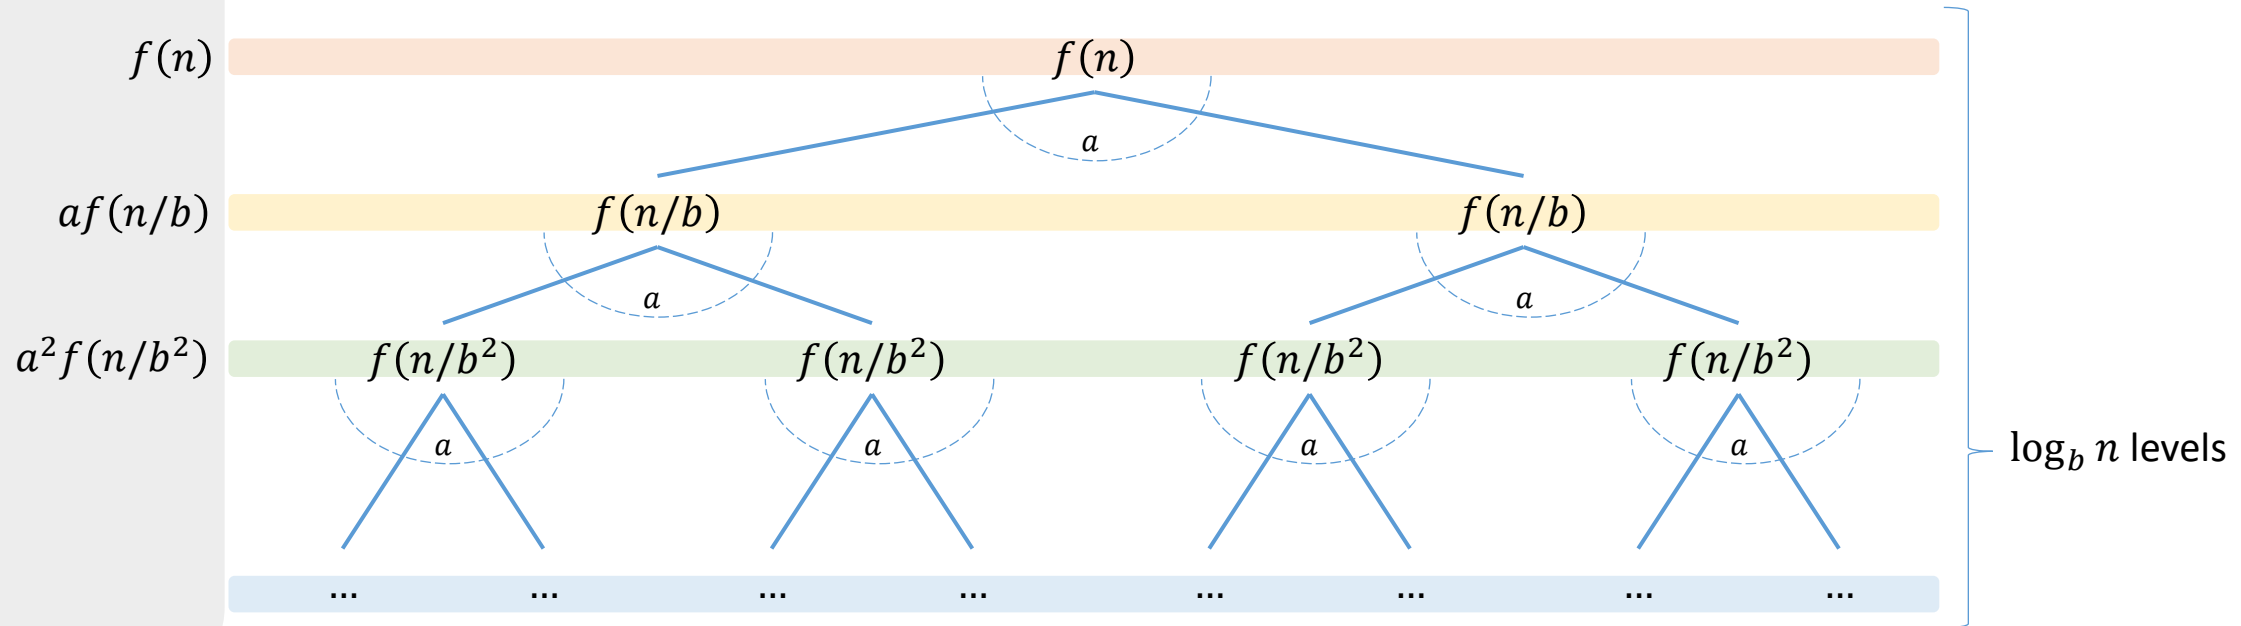 f(n) f(n)
a
af(n/b) f(n/b) f(n/b)
a a
a²f(n/b²) f(n/b²) f(n/b²) f(n/b²) f(n/b²)
a a a a
log_b n levels
... ... ... ... ... ... ... ...